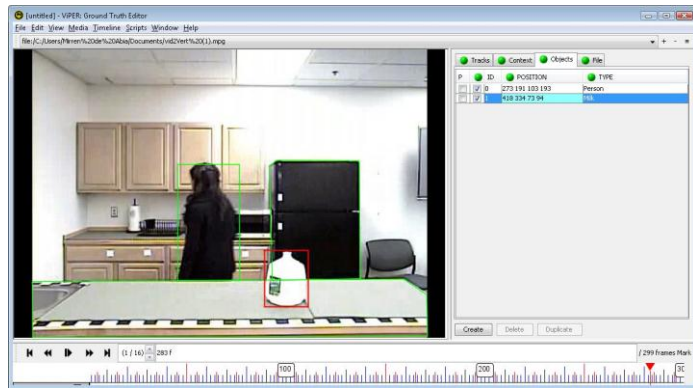 [untitled] - ViPER: Ground Truth Editor
File Edit View Media Timeline Scripts Window Help
file:/C:/Users/Mirren%20de%20Abia/Documents/vid2Vert%20(1).mpg
Tracks Context Objects File
P ID POSITION TYPE
0 273 191 103 193 Person
1 418 334 73 94 Milk
Create Delete Duplicate
(1 / 16) 283 f / 299 frames Mark
100 200